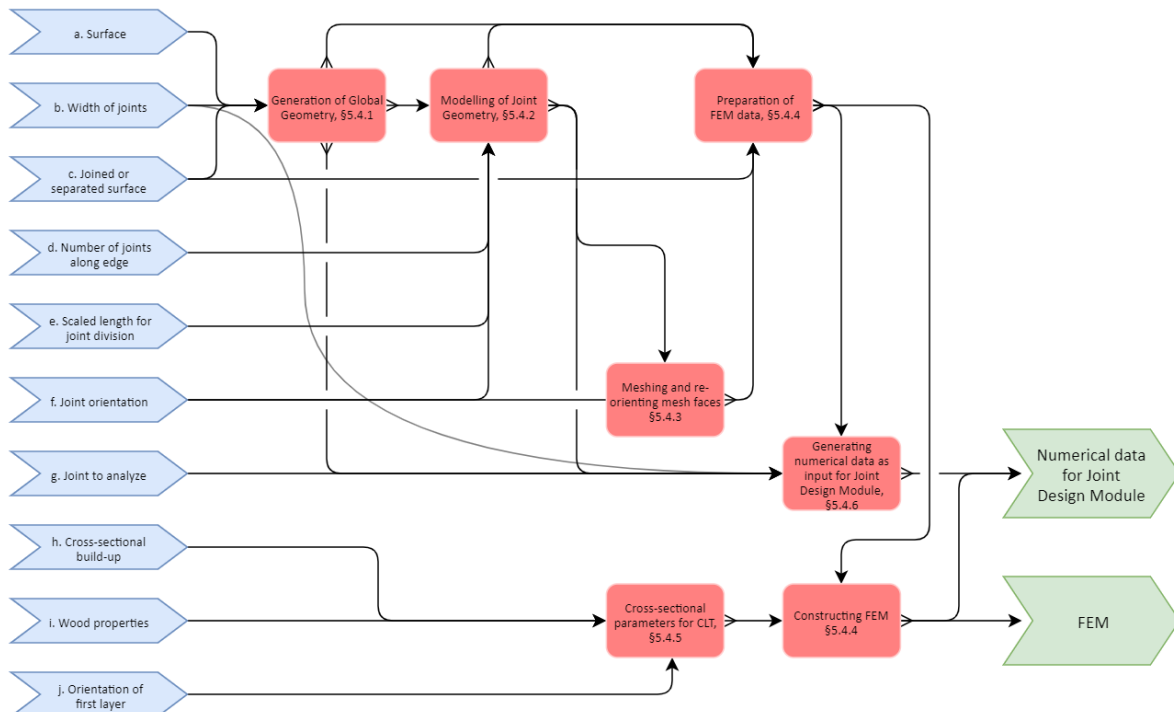 a. Surface
b. Width of joints
c. Joined or
separated surface
d. Number of joints
along edge
e. Scaled length for
joint division
f. Joint orientation
g. Joint to analyze
h. Cross-sectional
build-up
i. Wood properties
j. Orientation of
first layer
Generation of Global
Geometry, §5.4.1
Modelling of Joint
Geometry, §5.4.2
Preparation of
FEM data, §5.4.4
Meshing and re-
orienting mesh faces
§5.4.3
Generating
numerical data as
input for Joint
Design Module,
§5.4.6
Cross-sectional
parameters for CLT,
§5.4.5
Constructing FEM
§5.4.4
Numerical data
for Joint
Design Module
FEM